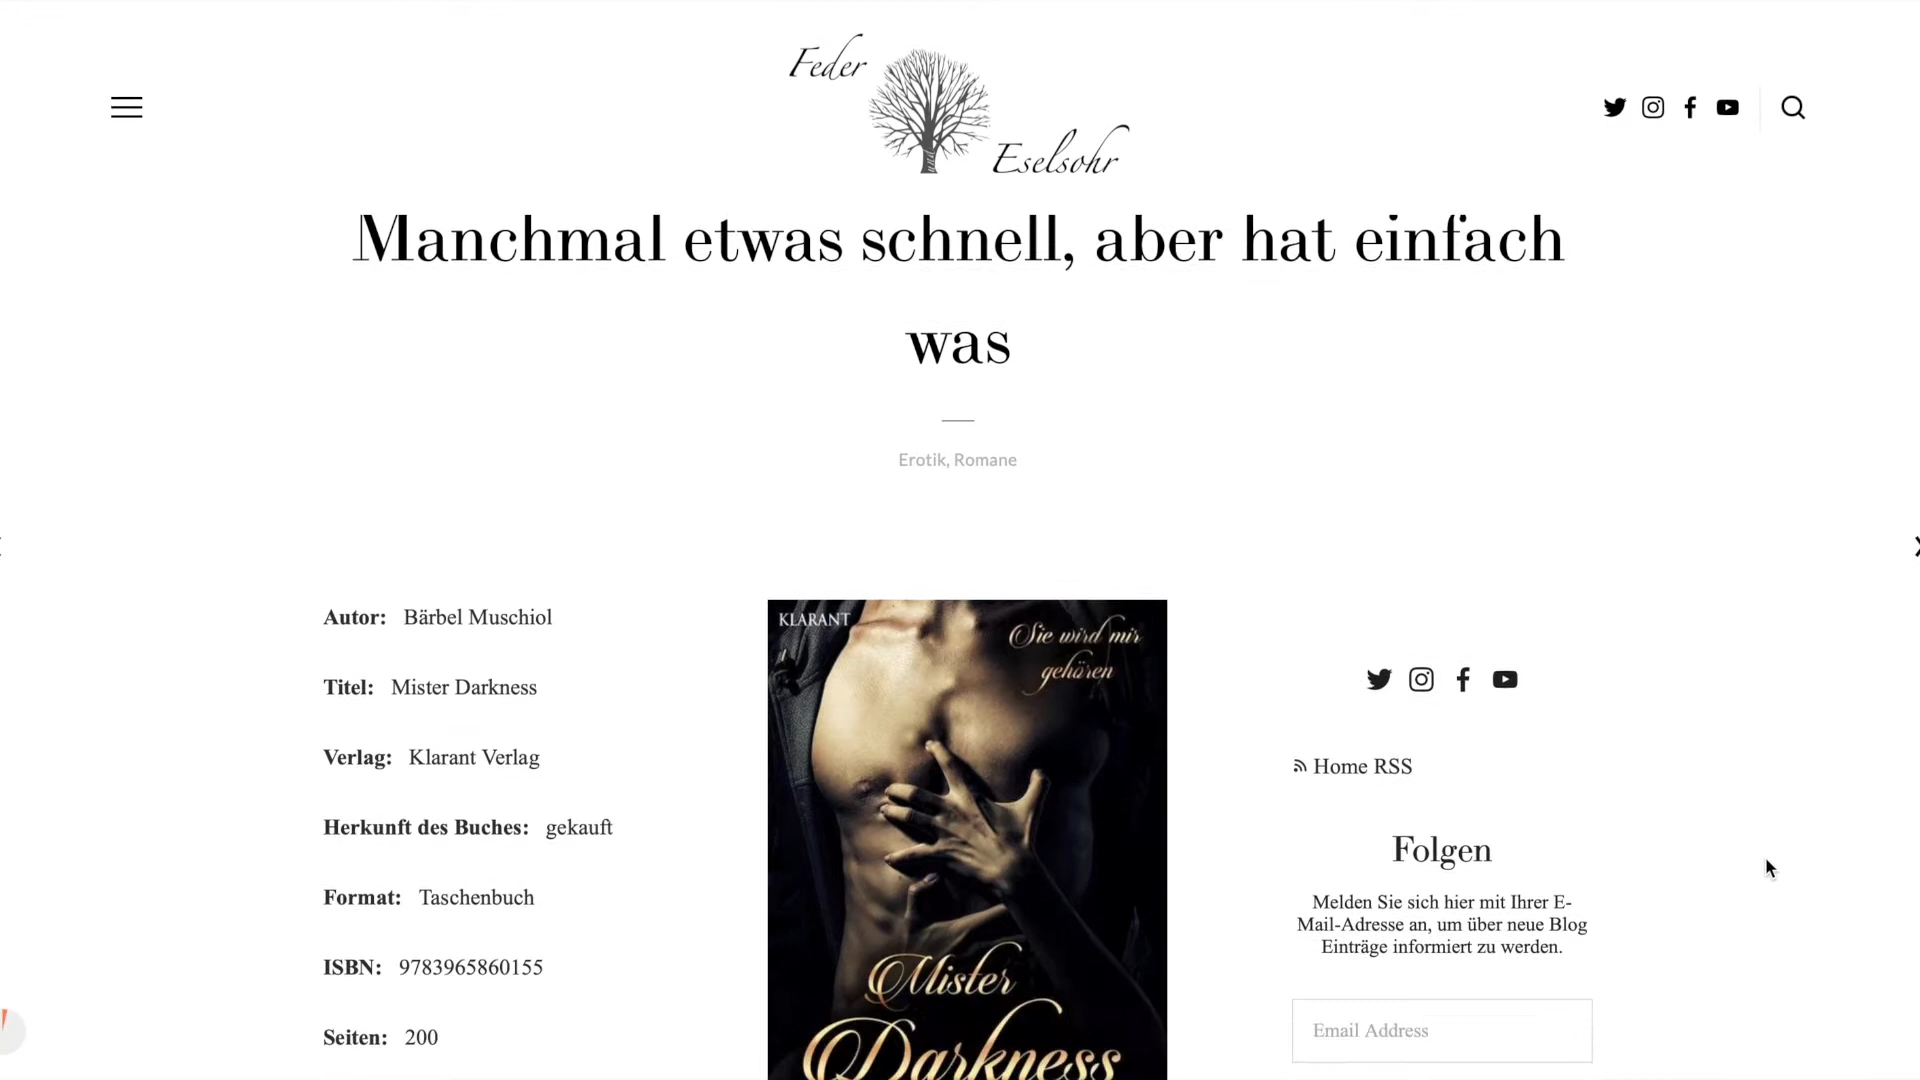 Feder
und
Eselsohr
Manchmal etwas schnell, aber hat einfach
was
Erotik, Romane
Autor: Bärbel Muschiol
Titel: Mister Darkness
Verlag: Klarant Verlag
Herkunft des Buches: gekauft
Format: Taschenbuch
ISBN: 9783965860155
Seiten: 200
KLARANT
Sie wird mir
gehören
Mister
Darkness
Home RSS
Folgen
Melden Sie sich hier mit Ihrer E-
Mail-Adresse an, um über neue Blog
Einträge informiert zu werden.
Email Address